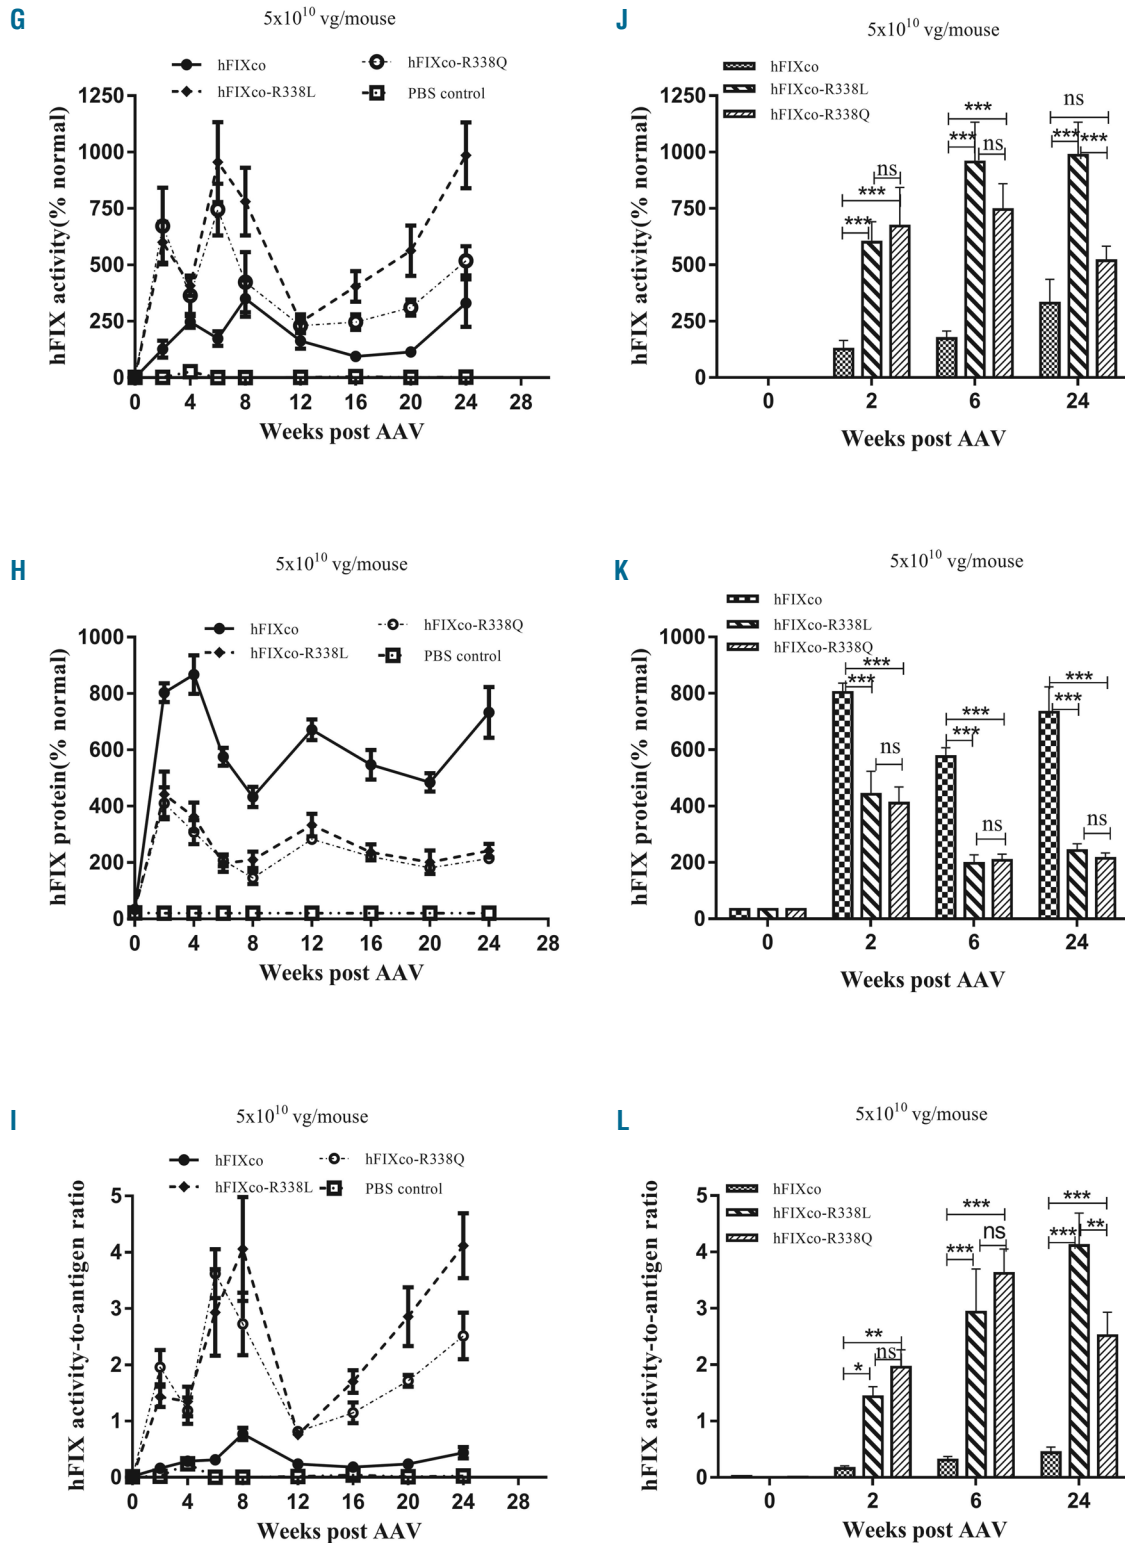 G
5x10¹⁰ vg/mouse
hFIXco
hFIXco-R338Q
hFIXco-R338L
PBS control
hFIX activity(% normal)
1250
1000
750
500
250
0
0 4 8 12 16 20 24 28
Weeks post AAV
J
5x10¹⁰ vg/mouse
hFIXco
hFIXco-R338L
hFIXco-R338Q
hFIX activity(% normal)
1250
1000
750
500
250
0
ns
***
***
***
***
ns
ns
***
***
0 2 6 24
Weeks post AAV
H
5x10¹⁰ vg/mouse
hFIXco
hFIXco-R338Q
hFIXco-R338L
PBS control
hFIX protein(% normal)
1000
800
600
400
200
0
0 4 8 12 16 20 24 28
Weeks post AAV
K
5x10¹⁰ vg/mouse
hFIXco
hFIXco-R338L
hFIXco-R338Q
hFIX protein(% normal)
1000
800
600
400
200
0
***
***
ns
***
***
ns
***
***
ns
0 2 6 24
Weeks post AAV
I
5x10¹⁰ vg/mouse
hFIXco
hFIXco-R338Q
hFIXco-R338L
PBS control
hFIX activity-to-antigen ratio
5
4
3
2
1
0
0 4 8 12 16 20 24 28
Weeks post AAV
L
5x10¹⁰ vg/mouse
hFIXco
hFIXco-R338L
hFIXco-R338Q
hFIX activity-to-antigen ratio
5
4
3
2
1
0
**
ns
*
***
ns
***
***
**
***
0 2 6 24
Weeks post AAV